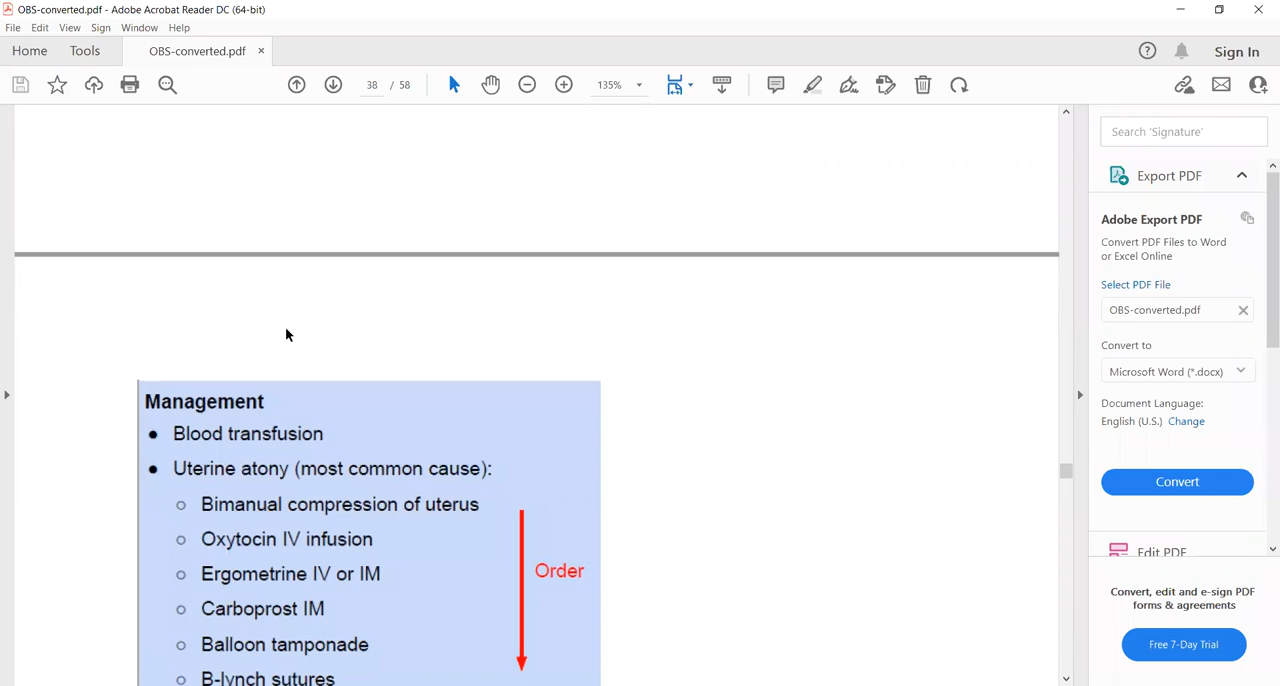 OBS-converted.pdf - Adobe Acrobat Reader DC (64-bit)
File Edit View Sign Window Help
Home Tools OBS-converted.pdf × Sign In
38 / 58 135%
Search 'Signature'
Export PDF
Adobe Export PDF
Convert PDF Files to Word
or Excel Online
Select PDF File
OBS-converted.pdf
Convert to
Microsoft Word (*.docx)
Document Language:
English (U.S.) Change
Convert
Edit PDF
Convert, edit and e-sign PDF
forms & agreements
Free 7-Day Trial
Management
● Blood transfusion
● Uterine atony (most common cause):
○ Bimanual compression of uterus
○ Oxytocin IV infusion
○ Ergometrine IV or IM
○ Carboprost IM
○ Balloon tamponade
○ B-lynch sutures
Order